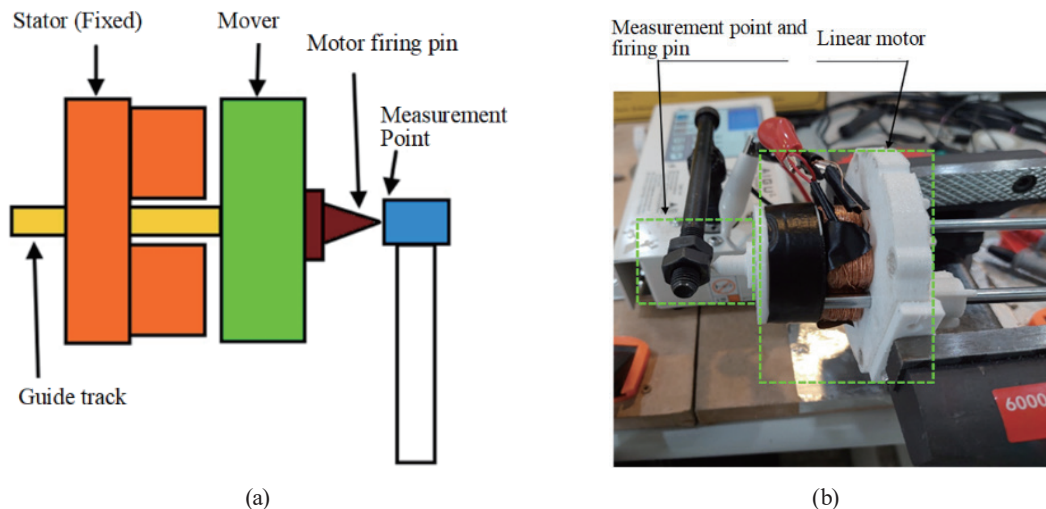 Stator (Fixed)
Mover
Motor firing pin
Measurement
Point
Guide track
(a)
Measurement point and
firing pin
Linear motor
6000
(b)